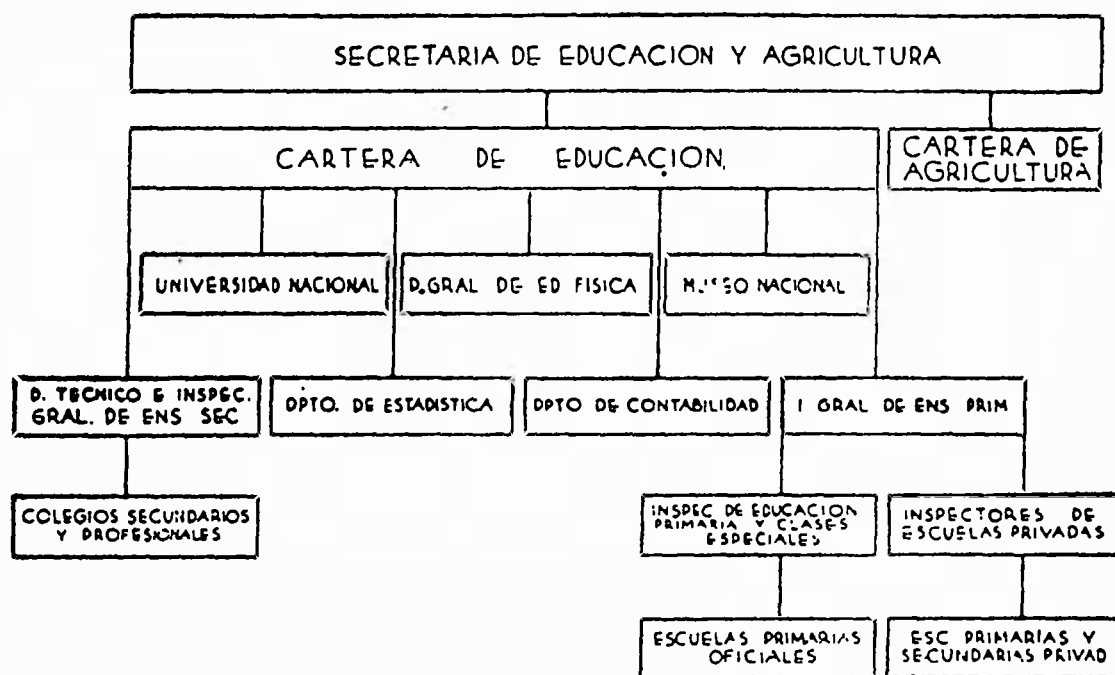 SECRETARIA DE EDUCACION Y AGRICULTURA
CARTERA DE EDUCACION
CARTERA DE
AGRICULTURA
UNIVERSIDAD NACIONAL
D. GRAL DE ED FISICA
NACIONAL
D. TECNICO E INSPEC.
GRAL. DE ENS SEC
DPTO. DE ESTADISTICA
DPTO DE CONTABILIDAD
I GRAL DE ENS PRIM
COLEGIOS SECUNDARIOS
Y PROFESIONALES
INSPEC DE EDUCACION
PRIMARIA Y CLASES
ESPECIALES
INSPECTORES DE
ESCUELAS PRIVADAS
ESCUELAS PRIMARIAS
OFICIALES
ESC PRIMARIAS Y
SECUNDARIAS PRIVAD